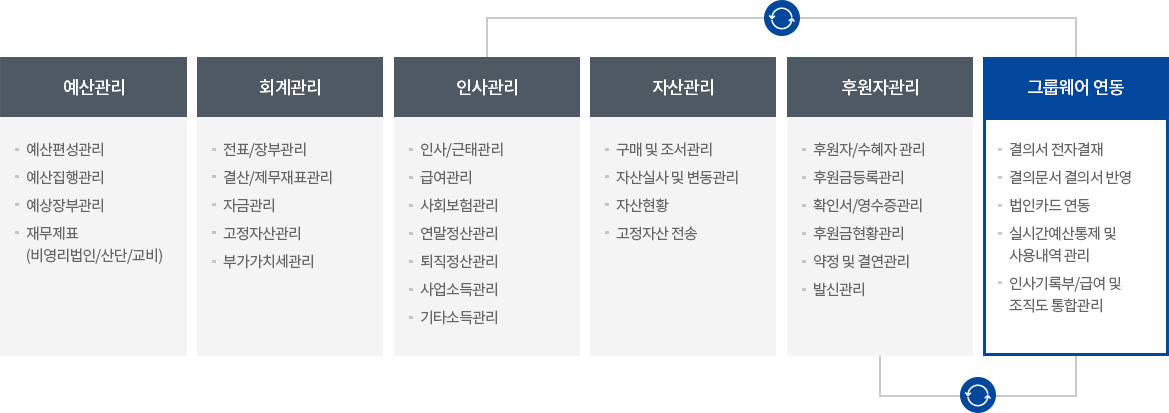 예산관리
예산편성관리
예산집행관리
예상장부관리
재무제표
(비영리법인/산단/교비)
회계관리
전표/장부관리
결산/제무재표관리
자금관리
고정자산관리
부가가치세관리
인사관리
인사/근태관리
급여관리
사회보험관리
연말정산관리
퇴직정산관리
사업소득관리
기타소득관리
자산관리
구매 및 조서관리
자산실사 및 변동관리
자산현황
고정자산 전송
후원자관리
후원자/수혜자 관리
후원금등록관리
확인서/영수증관리
후원금현황관리
약정 및 결연관리
발신관리
그룹웨어 연동
결의서 전자결재
결의문서 결의서 반영
법인카드 연동
실시간예산통제 및
사용내역 관리
인사기록부/급여 및
조직도 통합관리